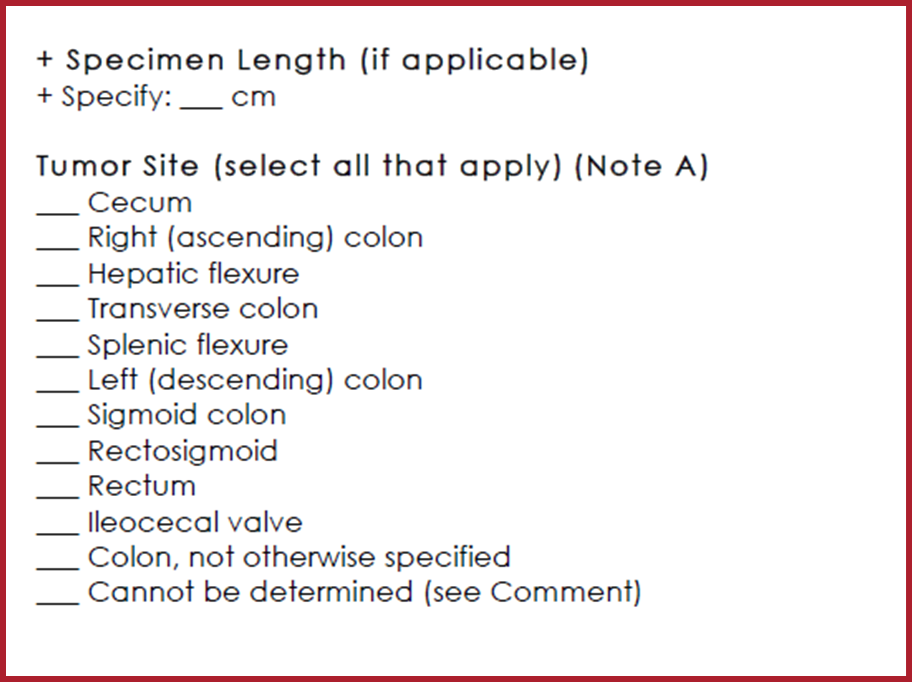 + Specimen Length (if applicable)
+ Specify: ___ cm
Tumor Site (select all that apply) (Note A)
___ Cecum
___ Right (ascending) colon
___ Hepatic flexure
___ Transverse colon
___ Splenic flexure
___ Left (descending) colon
___ Sigmoid colon
___ Rectosigmoid
___ Rectum
___ Ileocecal valve
___ Colon, not otherwise specified
___ Cannot be determined (see Comment)